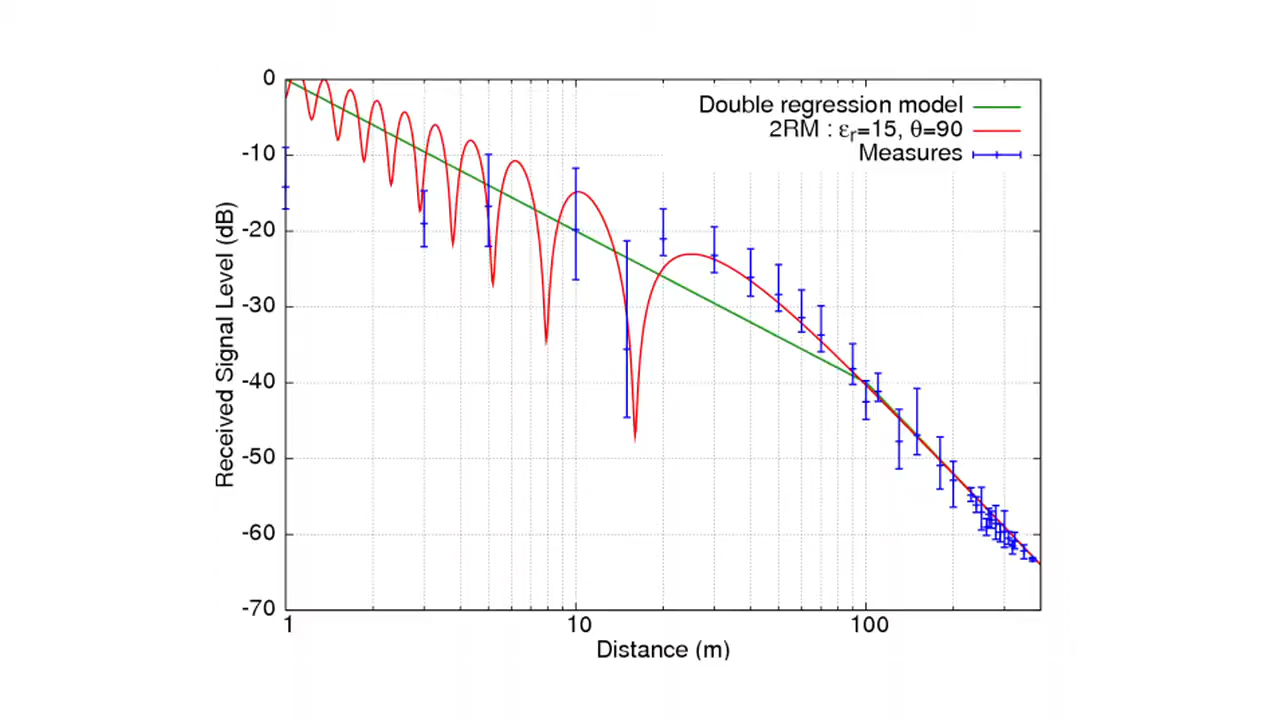 Double regression model
2RM : εr=15, θ=90
Measures
0
-10
-20
-30
-40
-50
-60
-70
1 10 100
Received Signal Level (dB)
Distance (m)